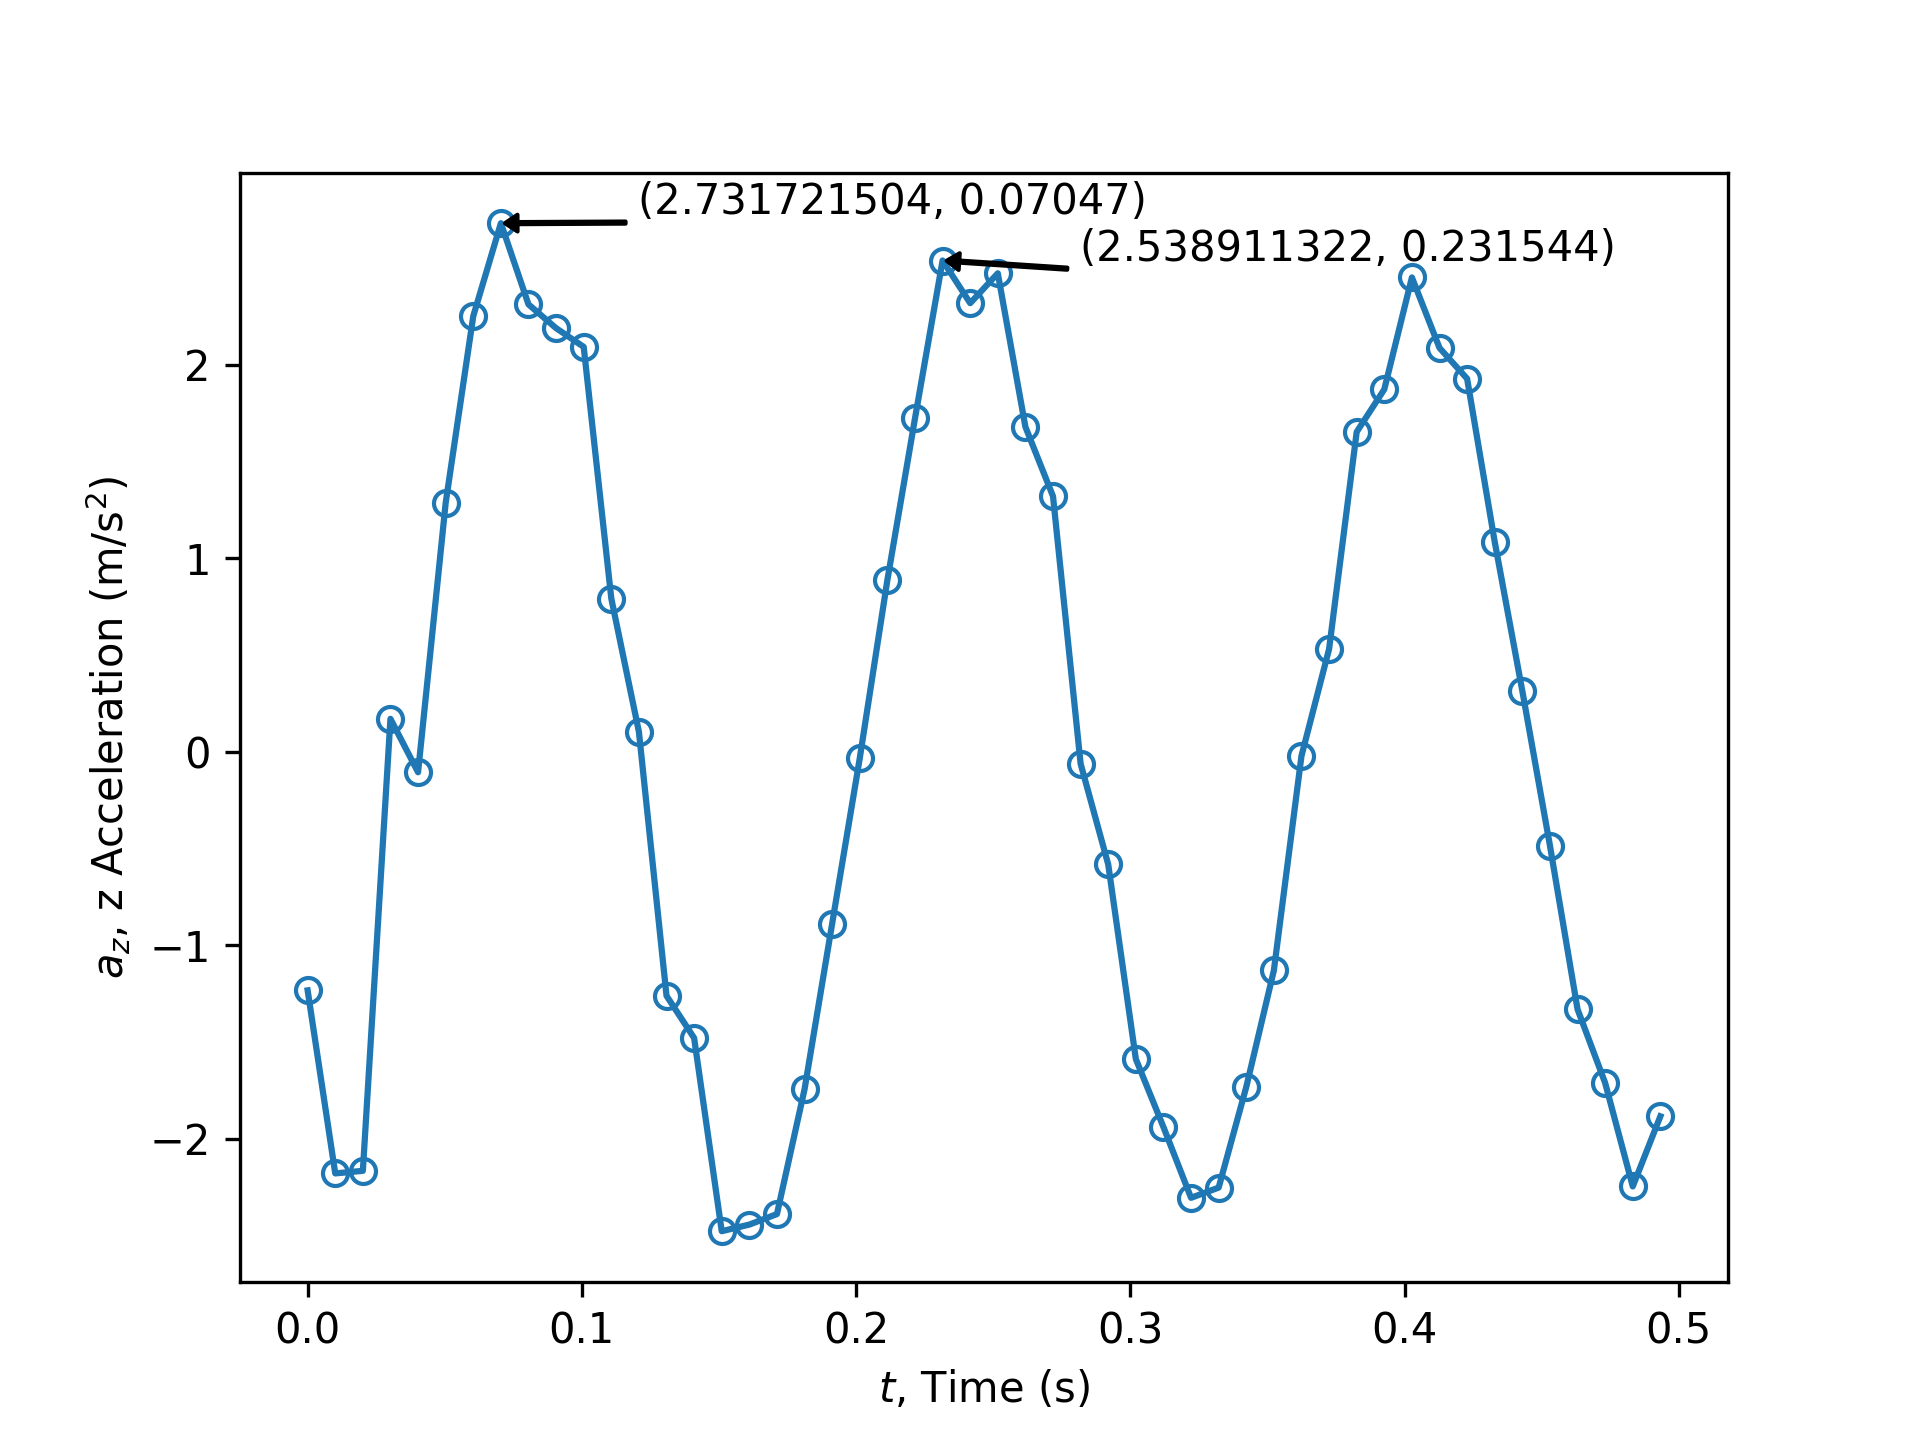 (2.731721504, 0.07047)
(2.538911322, 0.231544)
2
1
0
−1
−2
a_z, z Acceleration (m/s²)
0.0 0.1 0.2 0.3 0.4 0.5
t, Time (s)